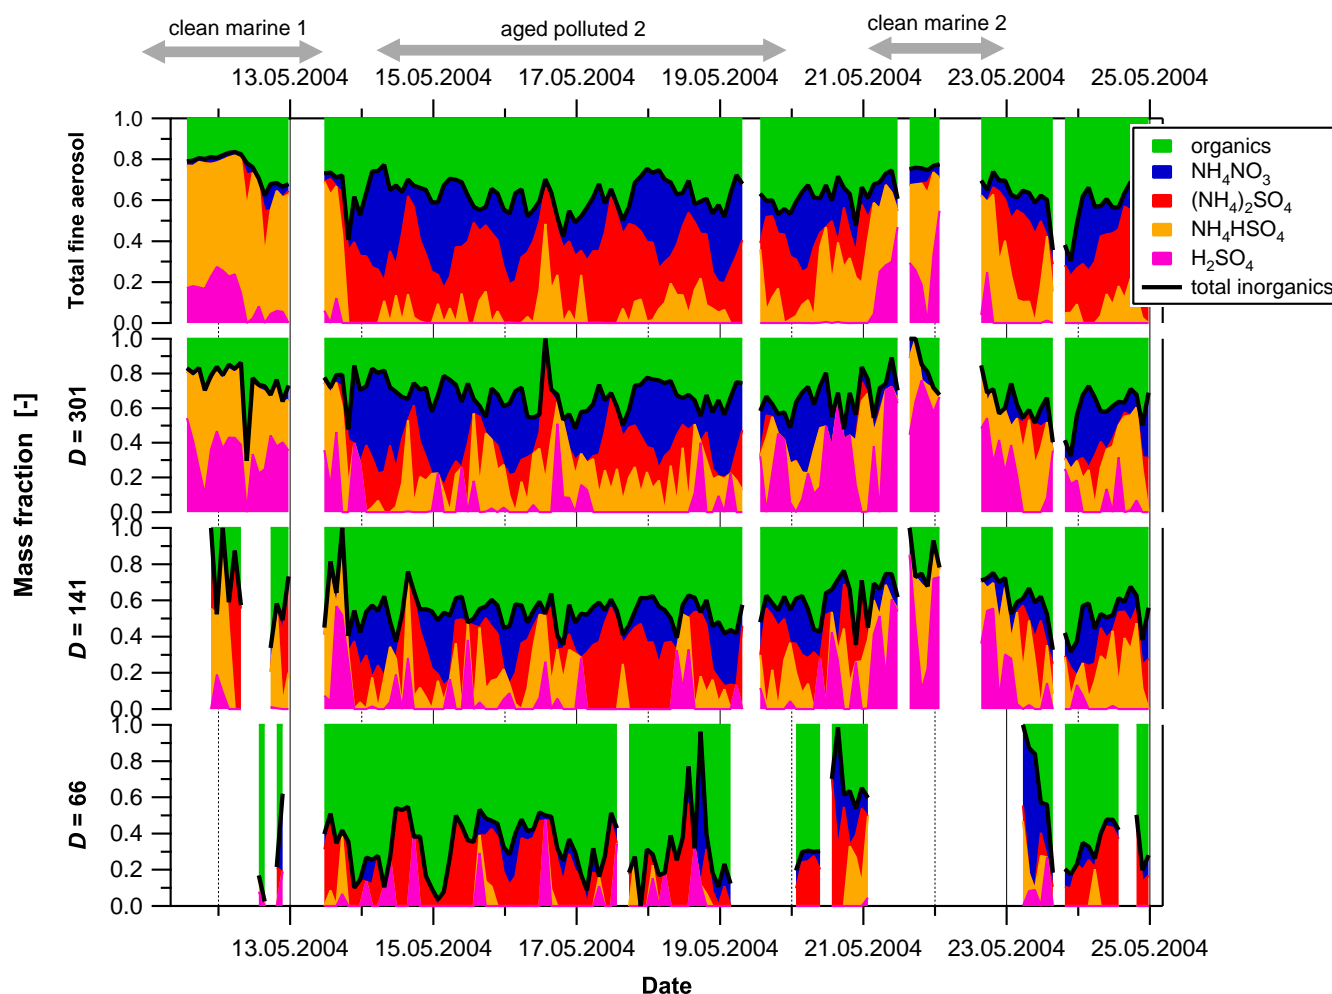 clean marine 1
aged polluted 2
clean marine 2
13.05.2004 15.05.2004 17.05.2004 19.05.2004 21.05.2004 23.05.2004 25.05.2004
Mass fraction [-]
Total fine aerosol
1.0
0.8
0.6
0.4
0.2
0.0
organics
NH₄NO₃
(NH₄)₂SO₄
NH₄HSO₄
H₂SO₄
total inorganics
D = 301
1.0
0.8
0.6
0.4
0.2
0.0
D = 141
1.0
0.8
0.6
0.4
0.2
0.0
D = 66
1.0
0.8
0.6
0.4
0.2
0.0
13.05.2004 15.05.2004 17.05.2004 19.05.2004 21.05.2004 23.05.2004 25.05.2004
Date